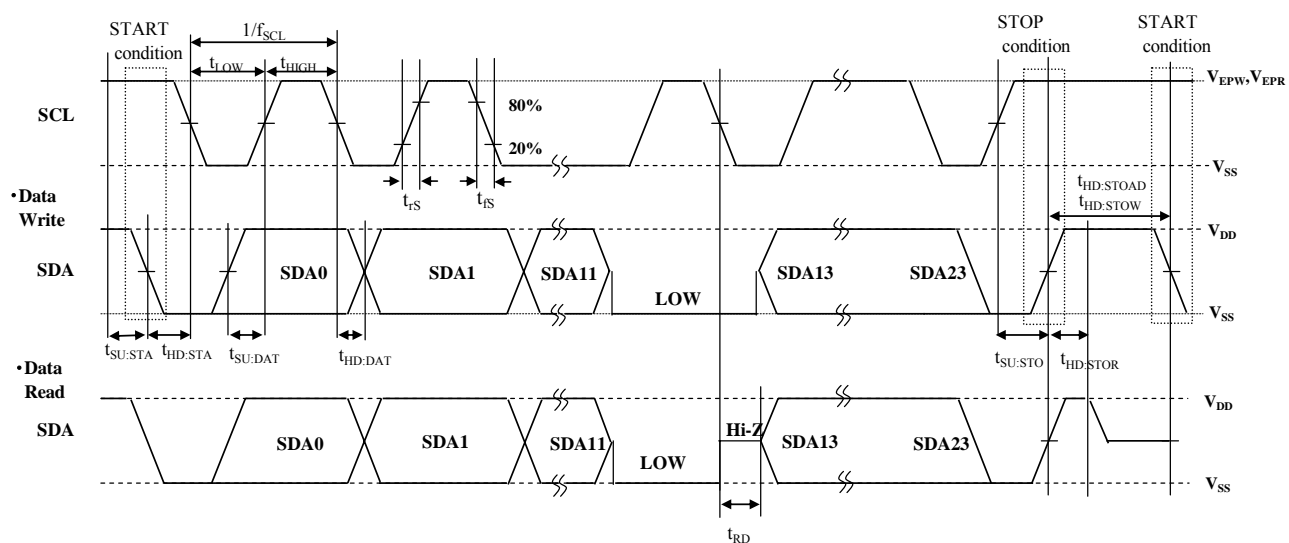 START
condition
1/fSCL
STOP
condition
START
condition
tLOW
tHIGH
VEPW,VEPR
SCL
80%
20%
VSS
trS
tfS
tHD:STOAD
tHD:STOW
・Data
Write
VDD
SDA
SDA0
SDA1
SDA11
LOW
SDA13
SDA23
VSS
tSU:STA
tHD:STA
tSU:DAT
tHD:DAT
tSU:STO
tHD:STOR
・Data
Read
VDD
SDA
SDA0
SDA1
SDA11
LOW
Hi-Z
SDA13
SDA23
VSS
tRD